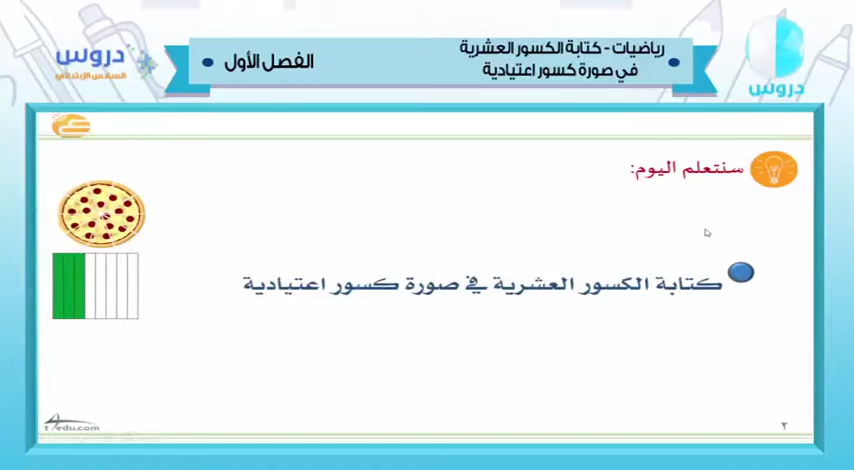 رياضيات - كتابة الكسور العشرية
في صورة كسور اعتيادية
الفصل الأول
دروس
السادس الإبتدائي
دروس
سنتعلم اليوم:
كتابة الكسور العشرية في صورة كسور اعتيادية
t4edu.com
٢